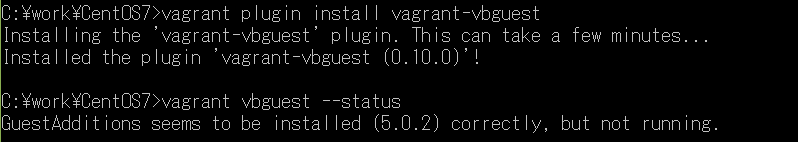 C:¥work¥CentOS7>vagrant plugin install vagrant-vbguest
Installing the 'vagrant-vbguest' plugin. This can take a few minutes...
Installed the plugin 'vagrant-vbguest (0.10.0)'!
C:¥work¥CentOS7>vagrant vbguest --status
GuestAdditions seems to be installed (5.0.2) correctly, but not running.